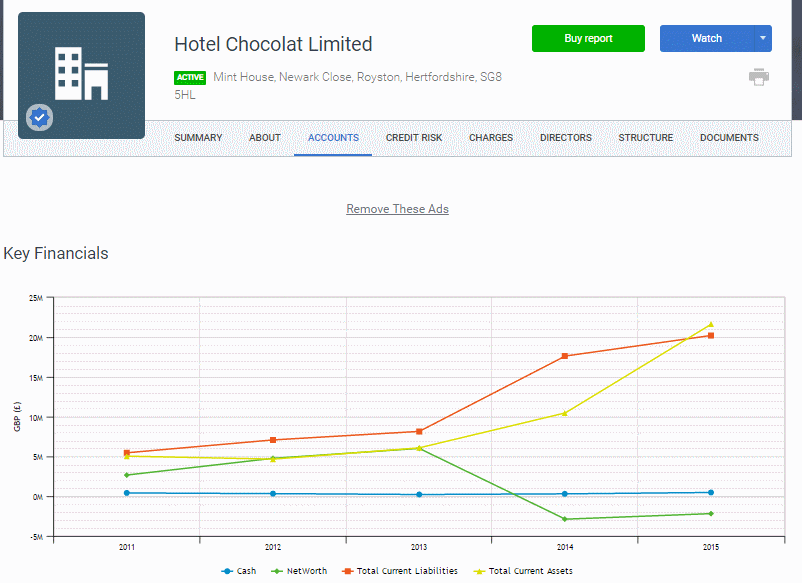 Hotel Chocolat Limited
Buy report
Watch
ACTIVE Mint House, Newark Close, Royston, Hertfordshire, SG8
5HL
SUMMARY ABOUT ACCOUNTS CREDIT RISK CHARGES DIRECTORS STRUCTURE DOCUMENTS
Remove These Ads
Key Financials
GBP (£)
25M
20M
15M
10M
5M
0M
-5M
2011 2012 2013 2014 2015
Cash NetWorth Total Current Liabilities Total Current Assets